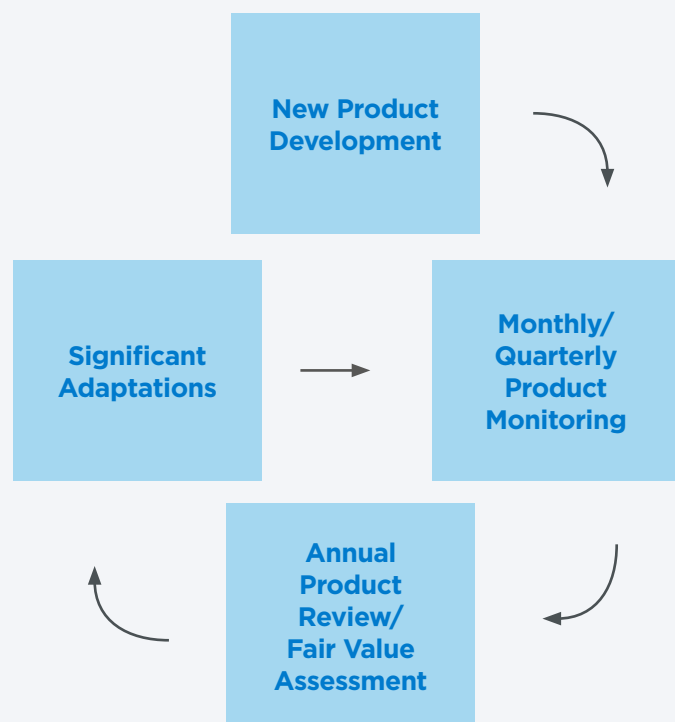 New Product
Development
Significant
Adaptations
Monthly/
Quarterly
Product
Monitoring
Annual
Product
Review/
Fair Value
Assessment